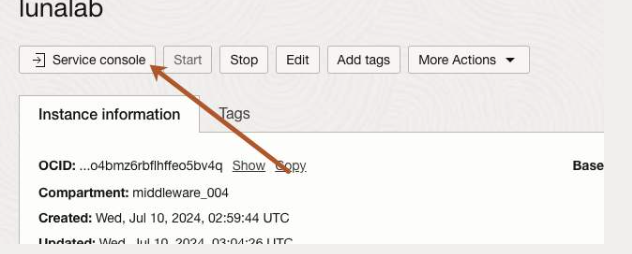 lunalab
Service console Start Stop Edit Add tags More Actions
Instance information Tags
OCID: ...o4bmz6rbflhffeo5bv4q Show Copy Base
Compartment: middleware_004
Created: Wed, Jul 10, 2024, 02:59:44 UTC
Updated: Wed, Jul 10, 2024, 03:04:26 UTC